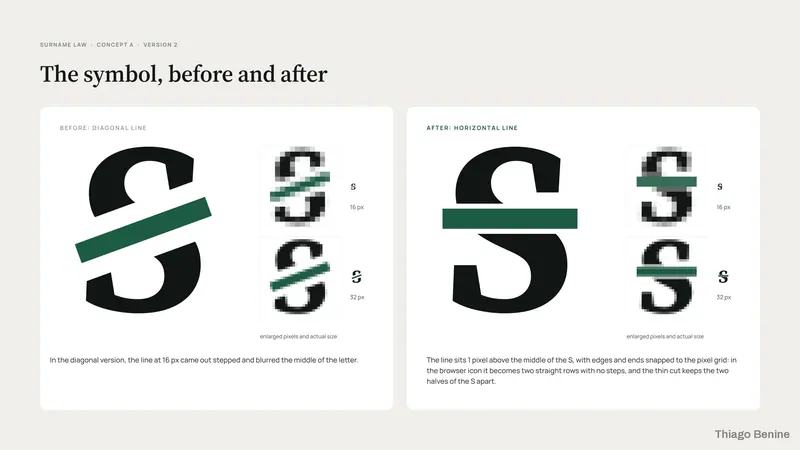 SURNAME LAW · CONCEPT A · VERSION 2
The symbol, before and after
BEFORE: DIAGONAL LINE
S
S
S
16 px
S
S
32 px
enlarged pixels and actual size
In the diagonal version, the line at 16 px came out stepped and blurred the middle of the letter.
AFTER: HORIZONTAL LINE
S
S
S
16 px
S
S
32 px
enlarged pixels and actual size
The line sits 1 pixel above the middle of the S, with edges and ends snapped to the pixel grid: in
the browser icon it becomes two straight rows with no steps, and the thin cut keeps the two
halves of the S apart.
Thiago Benine